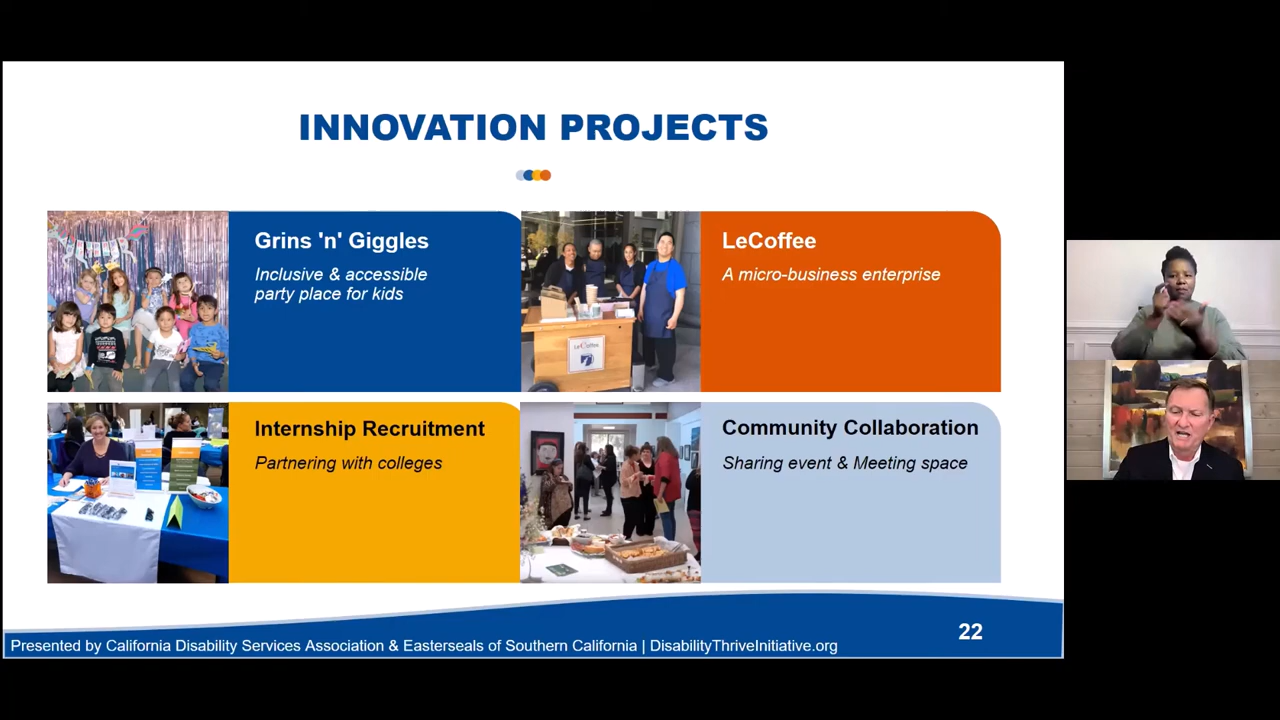 INNOVATION PROJECTS
Grins 'n' Giggles
Inclusive & accessible
party place for kids
LeCoffee
A micro-business enterprise
LeCoffee
Internship Recruitment
Partnering with colleges
Community Collaboration
Sharing event & Meeting space
22
Presented by California Disability Services Association & Easterseals of Southern California | DisabilityThriveInitiative.org